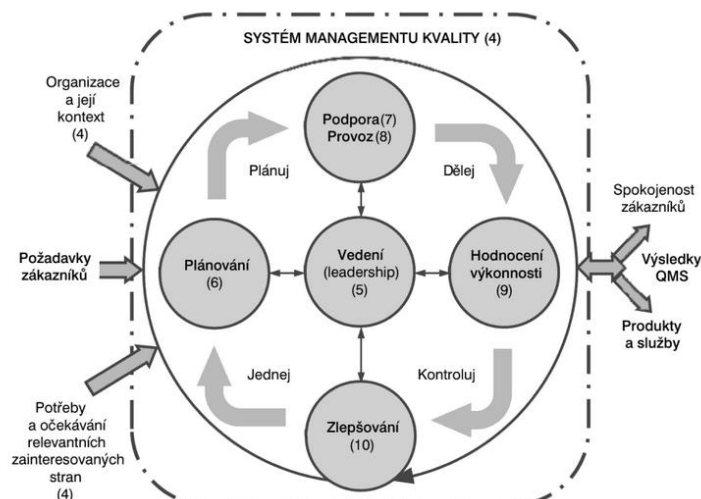 SYSTÉM MANAGEMENTU KVALITY (4)
Organizace
a její
kontext
(4)
Požadavky
zákazníků
Potřeby
a očekávání
relevantních
zainteresovaných
stran
(4)
Podpora (7)
Provoz (8)
Plánuj
Dělej
Plánování
(6)
Vedení
(leadership)
(5)
Hodnocení
výkonnosti
(9)
Jednej
Kontroluj
Zlepšování
(10)
Spokojenost
zákazníků
Výsledky
QMS
Produkty
a služby